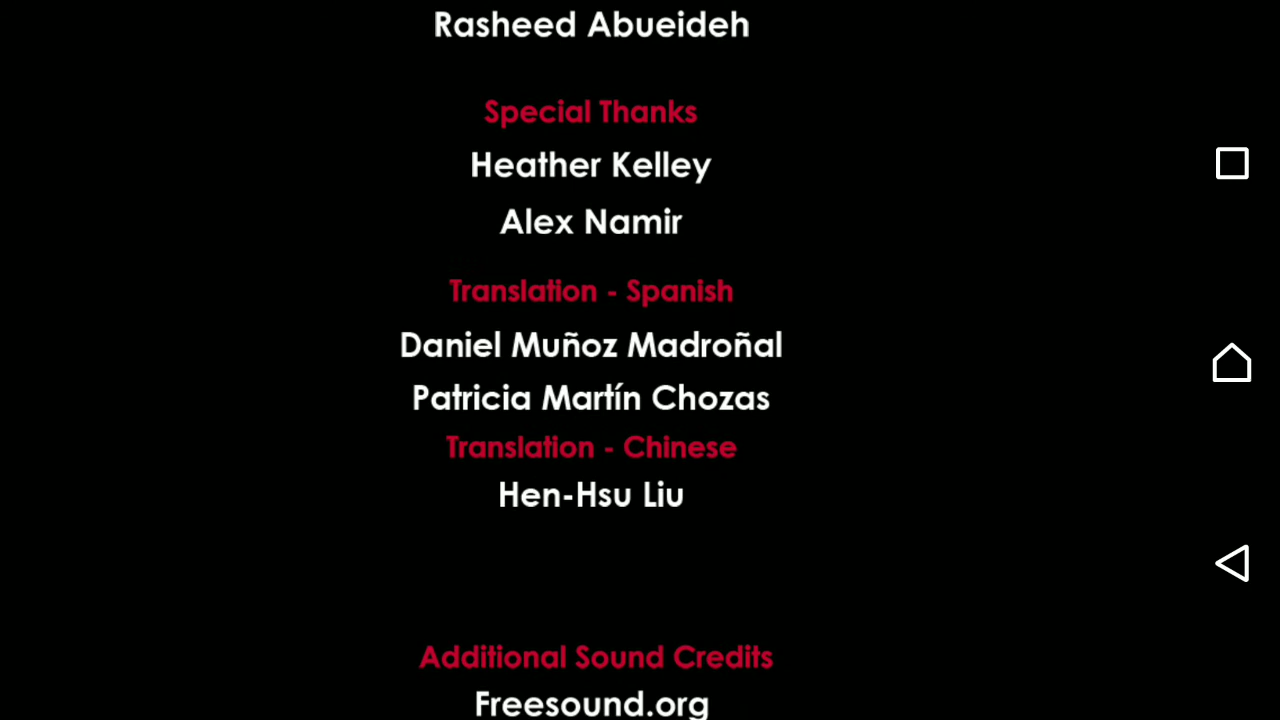 Rasheed Abueideh
Special Thanks
Heather Kelley
Alex Namir
Translation - Spanish
Daniel Muñoz Madroñal
Patricia Martín Chozas
Translation - Chinese
Hen-Hsu Liu
Additional Sound Credits
Freesound.org